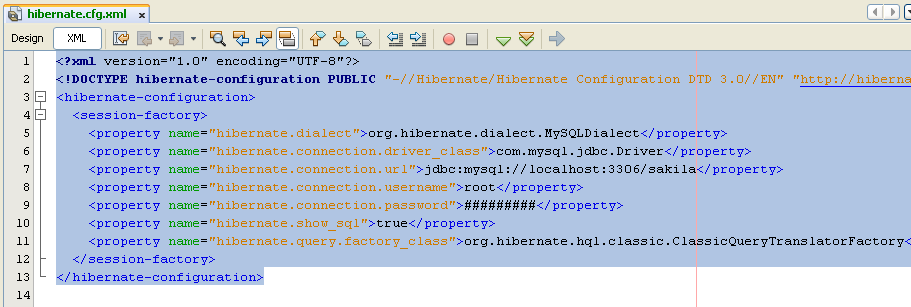 hibernate.cfg.xml x
Design XML
1 <?xml version="1.0" encoding="UTF-8"?>
2 <!DOCTYPE hibernate-configuration PUBLIC "-//Hibernate/Hibernate Configuration DTD 3.0//EN" "http://hiberna
3 <hibernate-configuration>
4 <session-factory>
5 <property name="hibernate.dialect">org.hibernate.dialect.MySQLDialect</property>
6 <property name="hibernate.connection.driver_class">com.mysql.jdbc.Driver</property>
7 <property name="hibernate.connection.url">jdbc:mysql://localhost:3306/sakila</property>
8 <property name="hibernate.connection.username">root</property>
9 <property name="hibernate.connection.password">#########</property>
10 <property name="hibernate.show_sql">true</property>
11 <property name="hibernate.query.factory_class">org.hibernate.hql.classic.ClassicQueryTranslatorFactory<
12 </session-factory>
13 </hibernate-configuration>
14